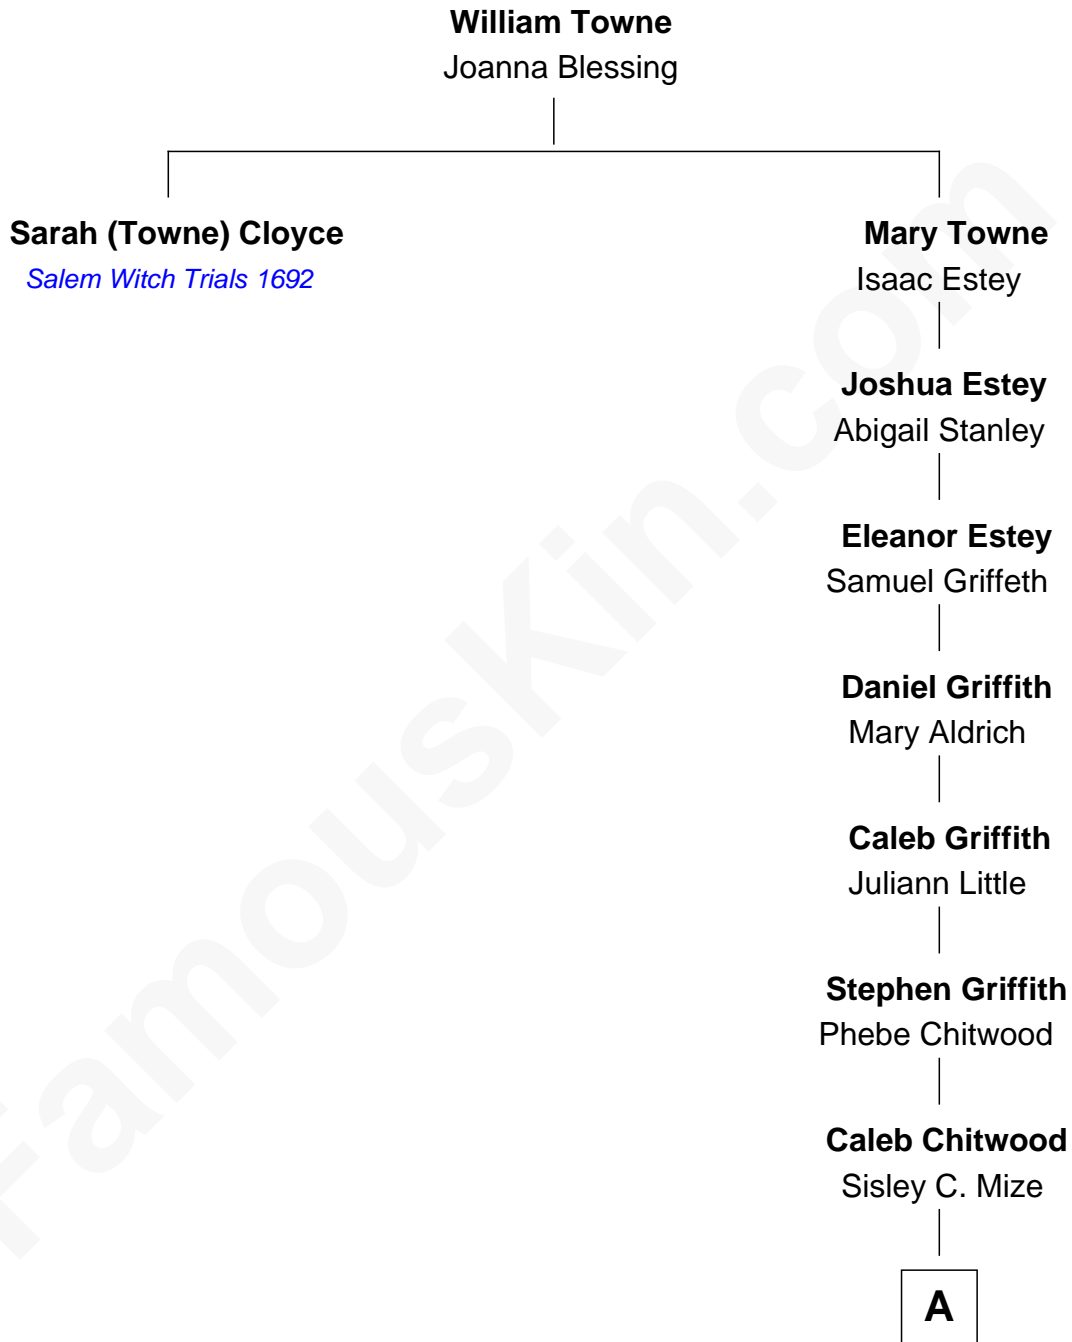 William Towne
Joanna Blessing
Sarah (Towne) Cloyce
Salem Witch Trials 1692
Mary Towne
Isaac Estey
Joshua Estey
Abigail Stanley
Eleanor Estey
Samuel Griffeth
Daniel Griffith
Mary Aldrich
Caleb Griffith
Juliann Little
Stephen Griffith
Phebe Chitwood
Caleb Chitwood
Sisley C. Mize
A
FamousKin.com